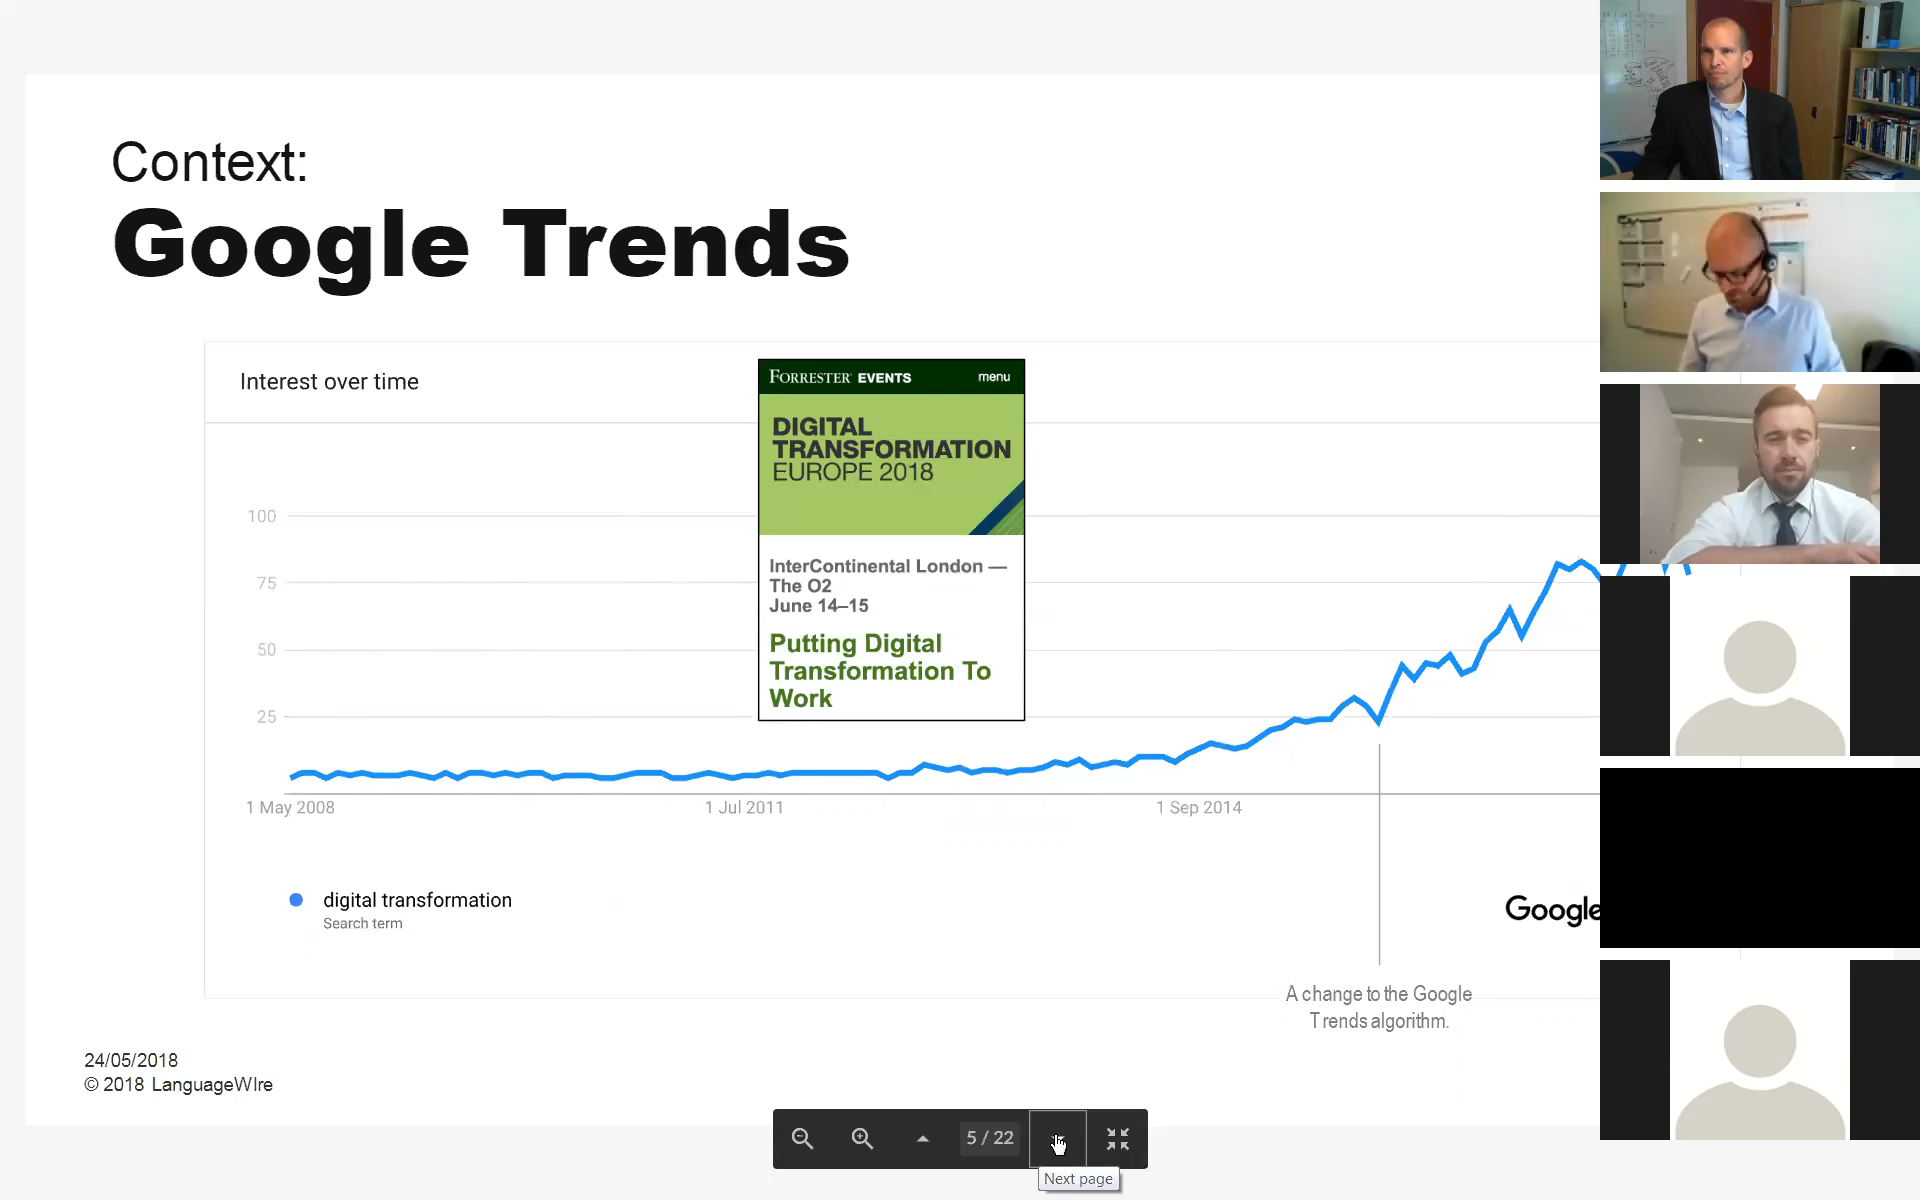 Context:
Google Trends
Interest over time
FORRESTER® EVENTS menu
DIGITAL
TRANSFORMATION
EUROPE 2018
InterContinental London —
The O2
June 14–15
Putting Digital
Transformation To
Work
100
75
50
25
1 May 2008
1 Jul 2011
1 Sep 2014
digital transformation
Search term
Google
A change to the Google
Trends algorithm.
24/05/2018
© 2018 LanguageWIre
5 / 22
Next page